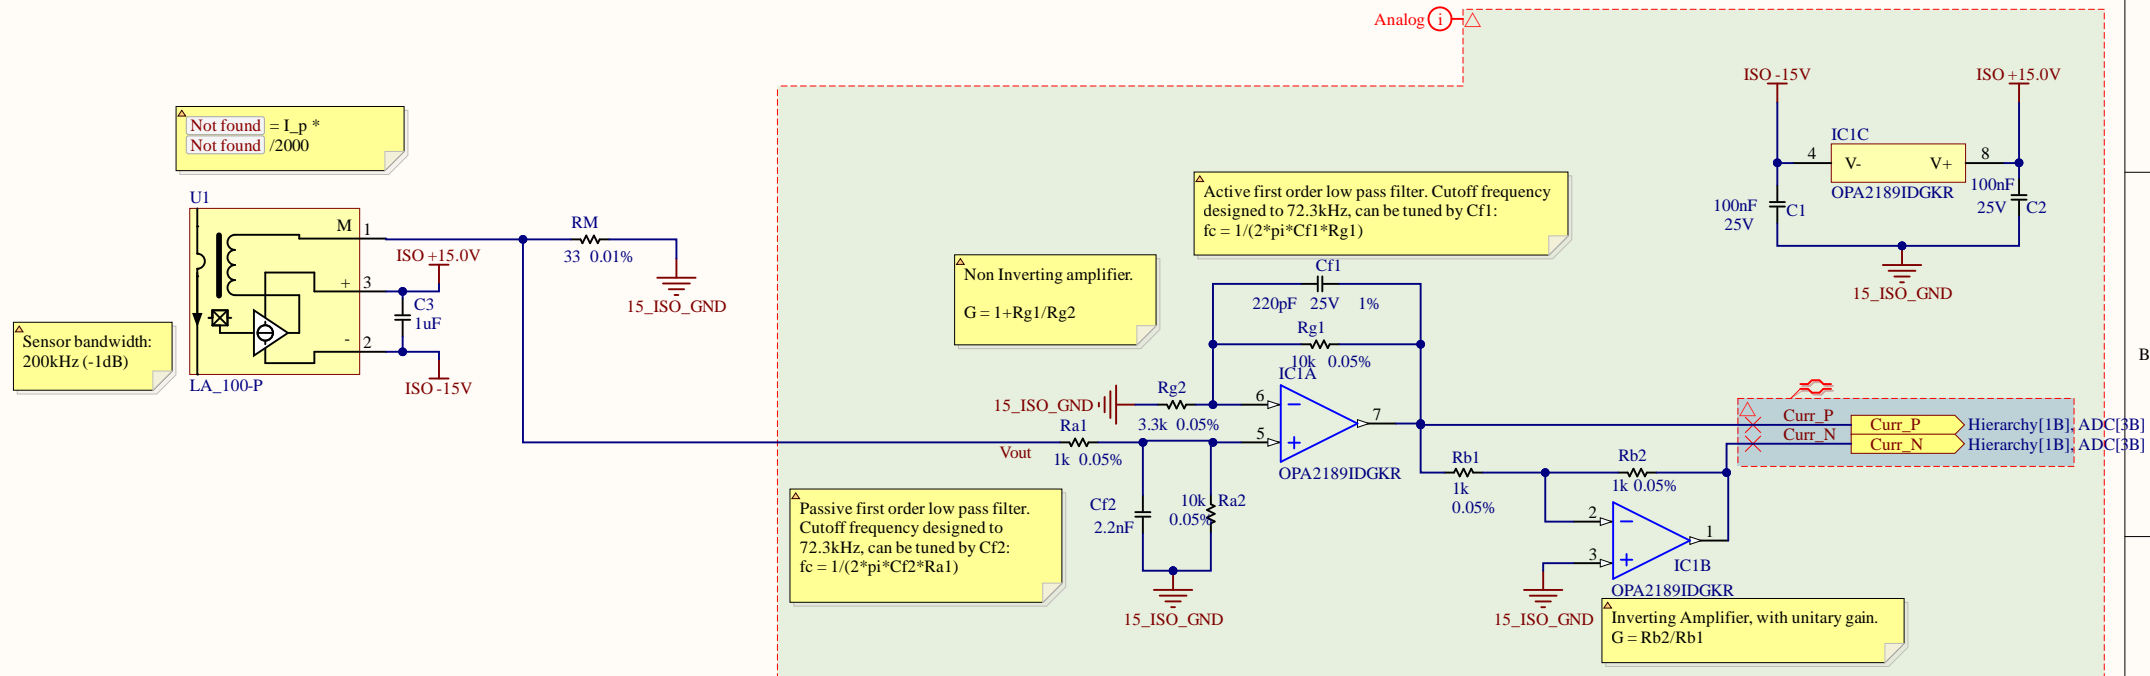 Analog i
ISO -15V
ISO +15.0V
Not found = I_p *
Not found /2000
IC1C
4 V- V+ 8
OPA2189IDGKR
100nF
25V
C1
100nF
25V
C2
15_ISO_GND
Active first order low pass filter. Cutoff frequency
designed to 72.3kHz, can be tuned by Cf1:
fc = 1/(2*pi*Cf1*Rg1)
U1
M 1
+ 3
- 2
LA_100-P
ISO +15.0V
C3
1uF
ISO -15V
Sensor bandwidth:
200kHz (-1dB)
RM
33 0.01%
15_ISO_GND
Non Inverting amplifier.
G = 1+Rg1/Rg2
Cf1
220pF 25V 1%
Rg1
10k 0.05%
IC1A
Rg2
15_ISO_GND
3.3k 0.05%
6
5
7
OPA2189IDGKR
Ra1
Vout
1k 0.05%
Curr_P
Curr_N
Curr_P
Curr_N
Hierarchy[1B], ADC[3B]
Hierarchy[1B], ADC[3B]
B
Rb1
1k
0.05%
Rb2
1k 0.05%
Passive first order low pass filter.
Cutoff frequency designed to
72.3kHz, can be tuned by Cf2:
fc = 1/(2*pi*Cf2*Ra1)
Cf2
2.2nF
10k
0.05%
Ra2
15_ISO_GND
2
3
1
IC1B
OPA2189IDGKR
15_ISO_GND
Inverting Amplifier, with unitary gain.
G = Rb2/Rb1